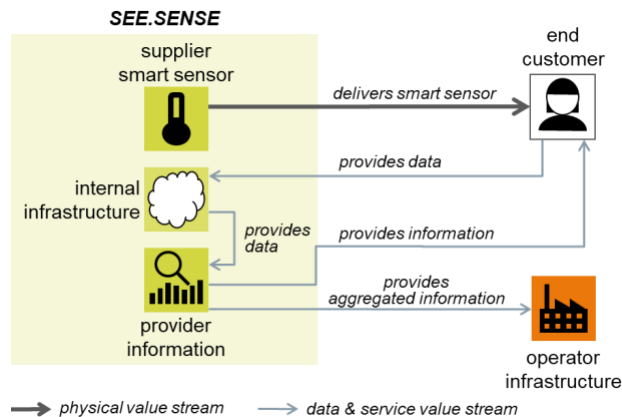 SEE.SENSE
supplier
smart sensor
end
customer
delivers smart sensor
provides data
internal
infrastructure
provides
data
provides information
provides
aggregated information
provider
information
operator
infrastructure
physical value stream
data & service value stream